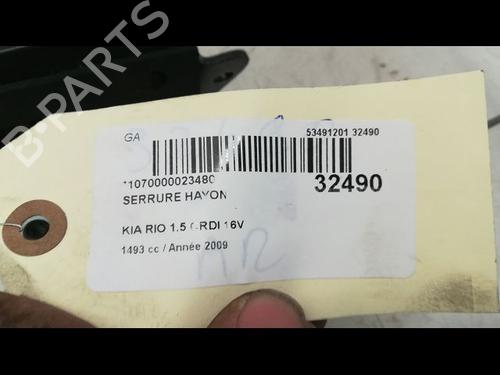 GA
53491201 32490
*1070000023480
32490
SERRURE HAYON
KIA RIO 1.5 CRDI 16V
1493 cc / Année 2009
B-PARTS